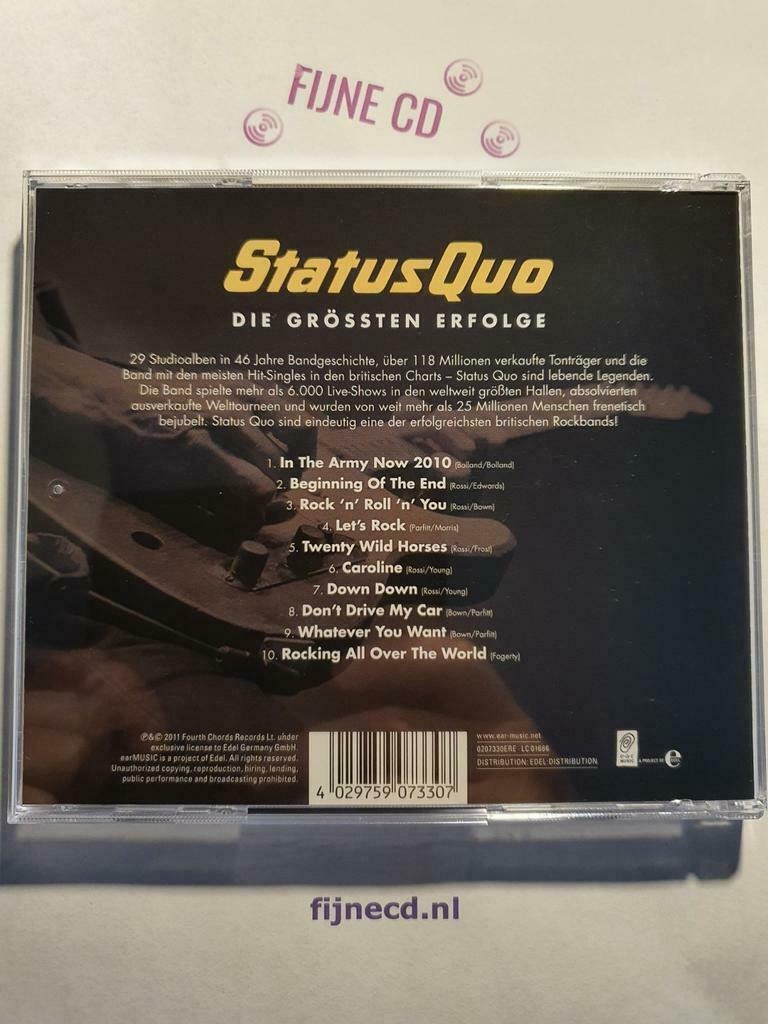 FIJNE CD
StatusQuo
DIE GRÖSSTEN ERFOLGE
29 Studioalben in 46 Jahre Bandgeschichte, über 118 Millionen verkaufte Tonträger und die
Band mit den meisten Hit-Singles in den britischen Charts – Status Quo sind lebende Legenden.
Die Band spielte mehr als 6.000 Live-Shows in den weltweit größten Hallen, absolvierten
ausverkaufte Welttourneen und wurden von weit mehr als 25 Millionen Menschen frenetisch
bejubelt. Status Quo sind eindeutig eine der erfolgreichsten britischen Rockbands!
1. In The Army Now 2010 (Bolland/Bolland)
2. Beginning Of The End (Rossi/Edwards)
3. Rock 'n' Roll 'n' You (Rossi/Bown)
4. Let's Rock (Parfitt/Morris)
5. Twenty Wild Horses (Rossi/Frost)
6. Caroline (Rossi/Young)
7. Down Down (Rossi/Young)
8. Don't Drive My Car (Bown/Parfitt)
9. Whatever You Want (Bown/Parfitt)
10. Rocking All Over The World (Fogerty)
℗&© 2011 Fourth Chords Records Lt. under
exclusive license to Edel Germany GmbH.
earMUSIC is a project of Edel. All rights reserved.
Unauthorized copying, reproduction, hiring, lending,
public performance and broadcasting prohibited.
4 029759 073307
www.ear-music.net
0207330ERE · LC 01666
DISTRIBUTION: EDEL:DISTRIBUTION
e·a·r
MUSIC
A PROJECT OF
EDEL
fijnecd.nl